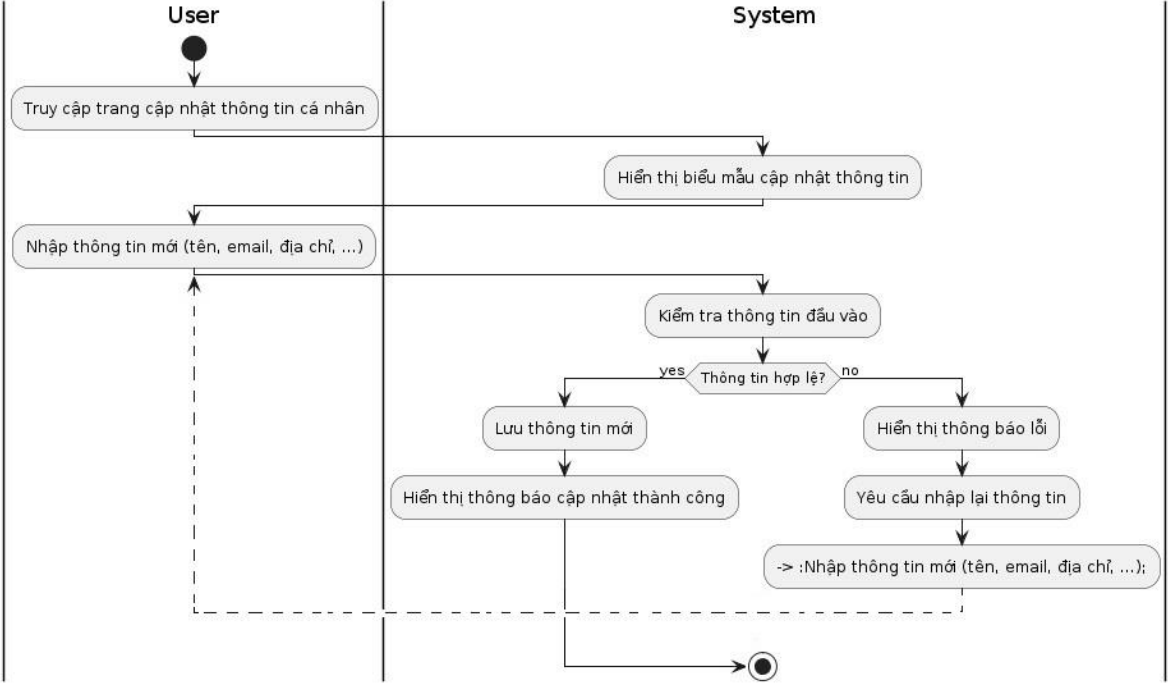 User
System
Truy cập trang cập nhật thông tin cá nhân
Hiển thị biểu mẫu cập nhật thông tin
Nhập thông tin mới (tên, email, địa chỉ, ...)
Kiểm tra thông tin đầu vào
yes
Thông tin hợp lệ?
no
Lưu thông tin mới
Hiển thị thông báo lỗi
Hiển thị thông báo cập nhật thành công
Yêu cầu nhập lại thông tin
-> :Nhập thông tin mới (tên, email, địa chỉ, ...);